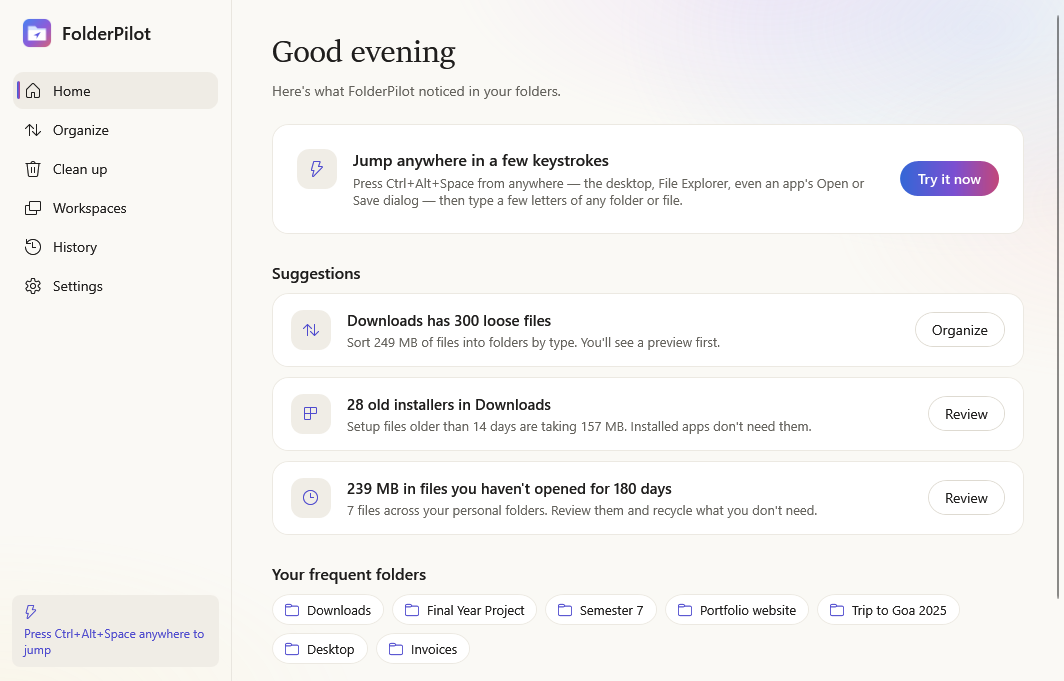 FolderPilot
Home
Organize
Clean up
Workspaces
History
Settings
Press Ctrl+Alt+Space anywhere to
jump
Good evening
Here's what FolderPilot noticed in your folders.
Jump anywhere in a few keystrokes
Press Ctrl+Alt+Space from anywhere — the desktop, File Explorer, even an app's Open or
Save dialog — then type a few letters of any folder or file.
Try it now
Suggestions
Downloads has 300 loose files
Sort 249 MB of files into folders by type. You'll see a preview first.
Organize
28 old installers in Downloads
Setup files older than 14 days are taking 157 MB. Installed apps don't need them.
Review
239 MB in files you haven't opened for 180 days
7 files across your personal folders. Review them and recycle what you don't need.
Review
Your frequent folders
Downloads
Final Year Project
Semester 7
Portfolio website
Trip to Goa 2025
Desktop
Invoices